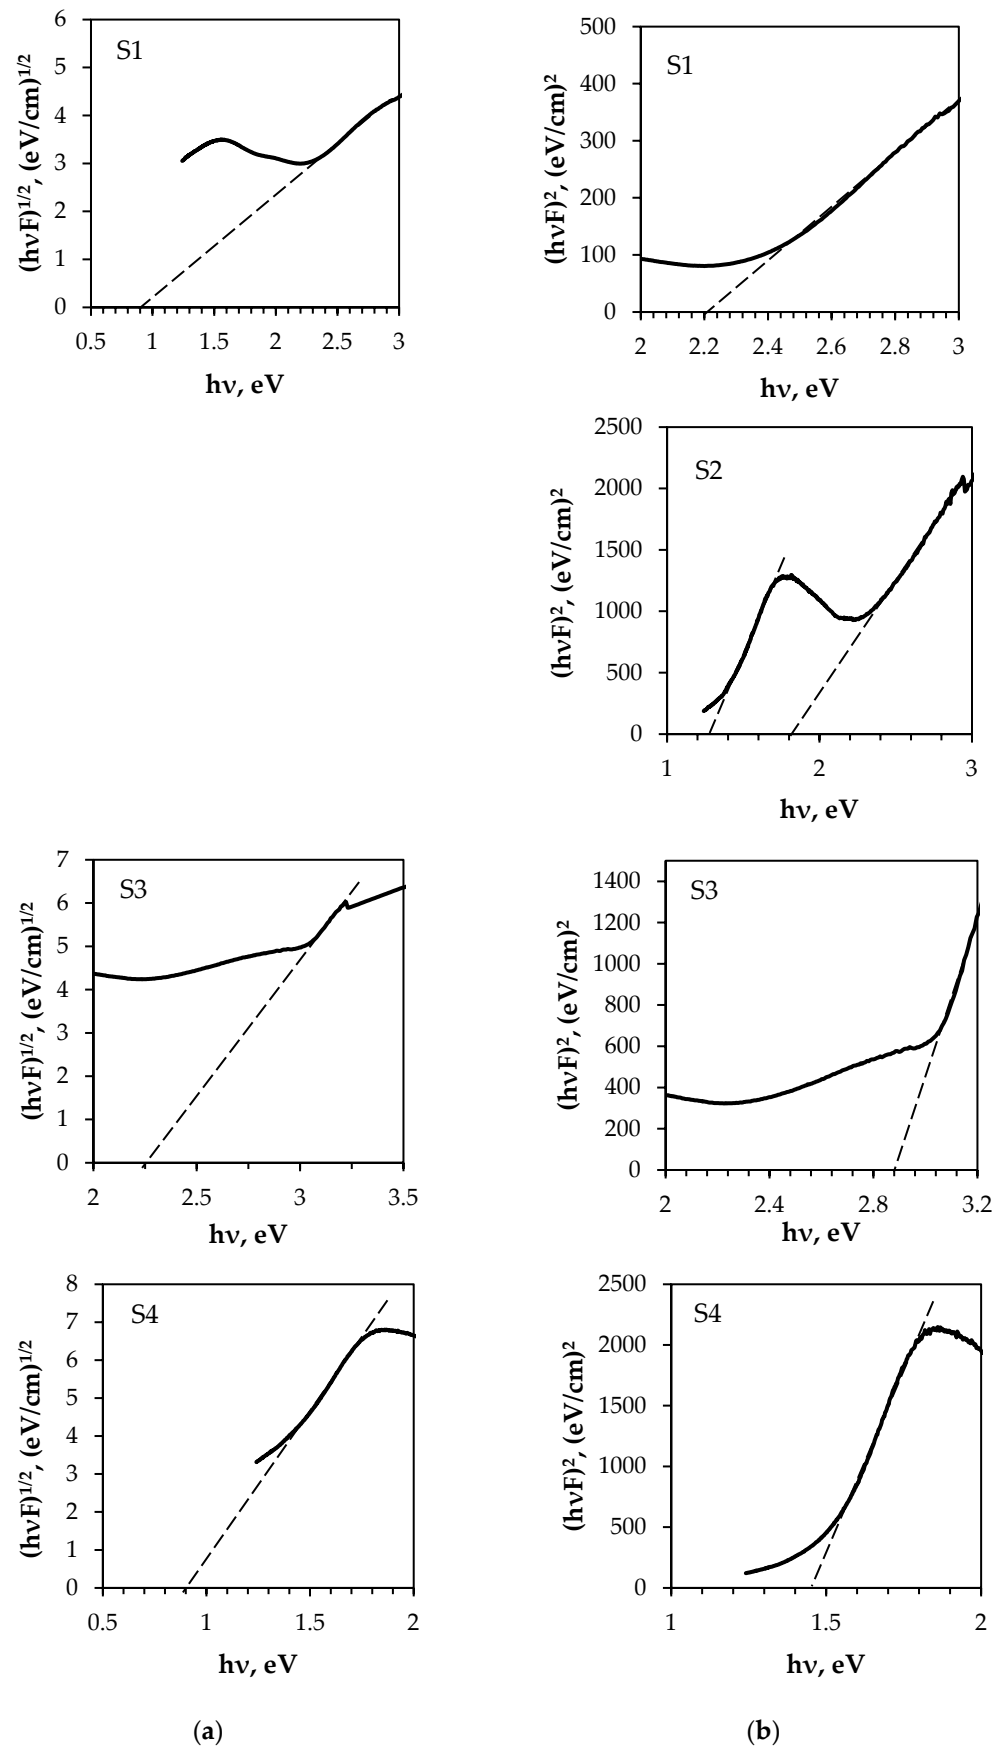 6
5
4
3
2
1
0
S1
(hνF)1/2, (eV/cm)1/2
0.5 1 1.5 2 2.5 3
hν, eV
500
400
300
200
100
0
S1
(hνF)2, (eV/cm)2
2 2.2 2.4 2.6 2.8 3
hν, eV
2500
2000
1500
1000
500
0
S2
(hνF)2, (eV/cm)2
1 2 3
hν, eV
7
6
5
4
3
2
1
0
S3
(hνF)1/2, (eV/cm)1/2
2 2.5 3 3.5
hν, eV
1400
1200
1000
800
600
400
200
0
S3
(hνF)2, (eV/cm)2
2 2.4 2.8 3.2
hν, eV
8
7
6
5
4
3
2
1
0
S4
(hνF)1/2, (eV/cm)1/2
0.5 1 1.5 2
hν, eV
2500
2000
1500
1000
500
0
S4
(hνF)2, (eV/cm)2
1 1.5 2
hν, eV
(a) (b)